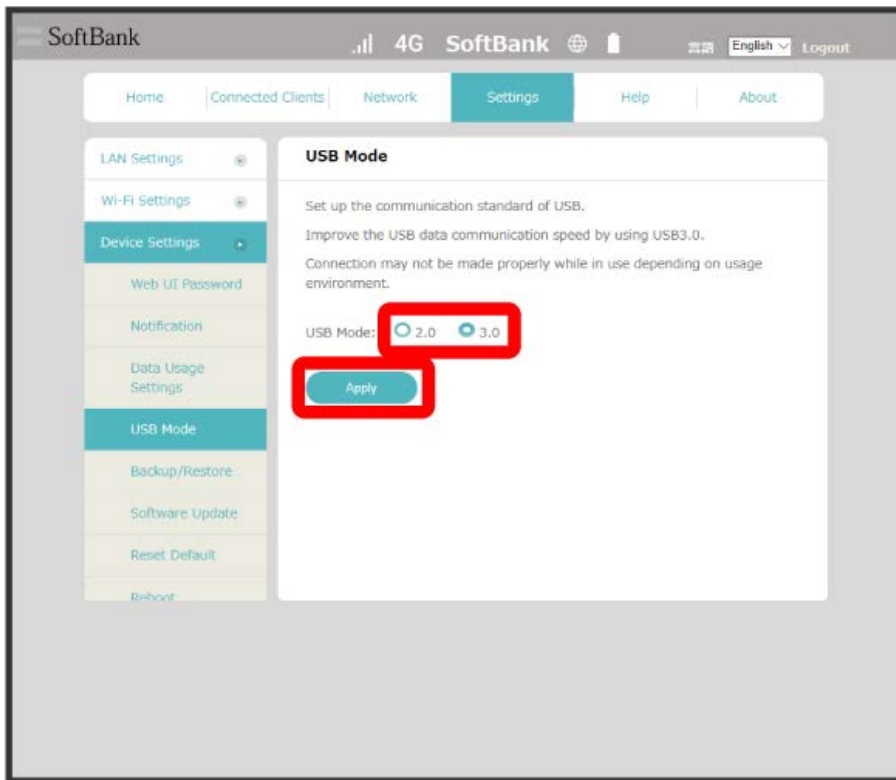 SoftBank
4G SoftBank
言語 English Logout
Home Connected Clients Network Settings Help About
LAN Settings
Wi-Fi Settings
Device Settings
Web UI Password
Notification
Data Usage
Settings
USB Mode
Backup/Restore
Software Update
Reset Default
Reboot
USB Mode
Set up the communication standard of USB.
Improve the USB data communication speed by using USB3.0.
Connection may not be made properly while in use depending on usage
environment.
USB Mode: 2.0 3.0
Apply